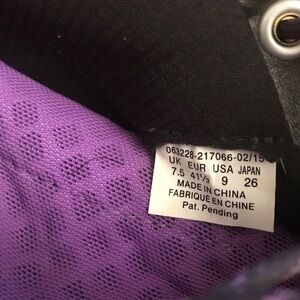 063228-217066-02/15
UK EUR USA JAPAN
7.5 41⅓ 9 26
MADE IN CHINA
FABRIQUÉ EN CHINE
Pat. Pending